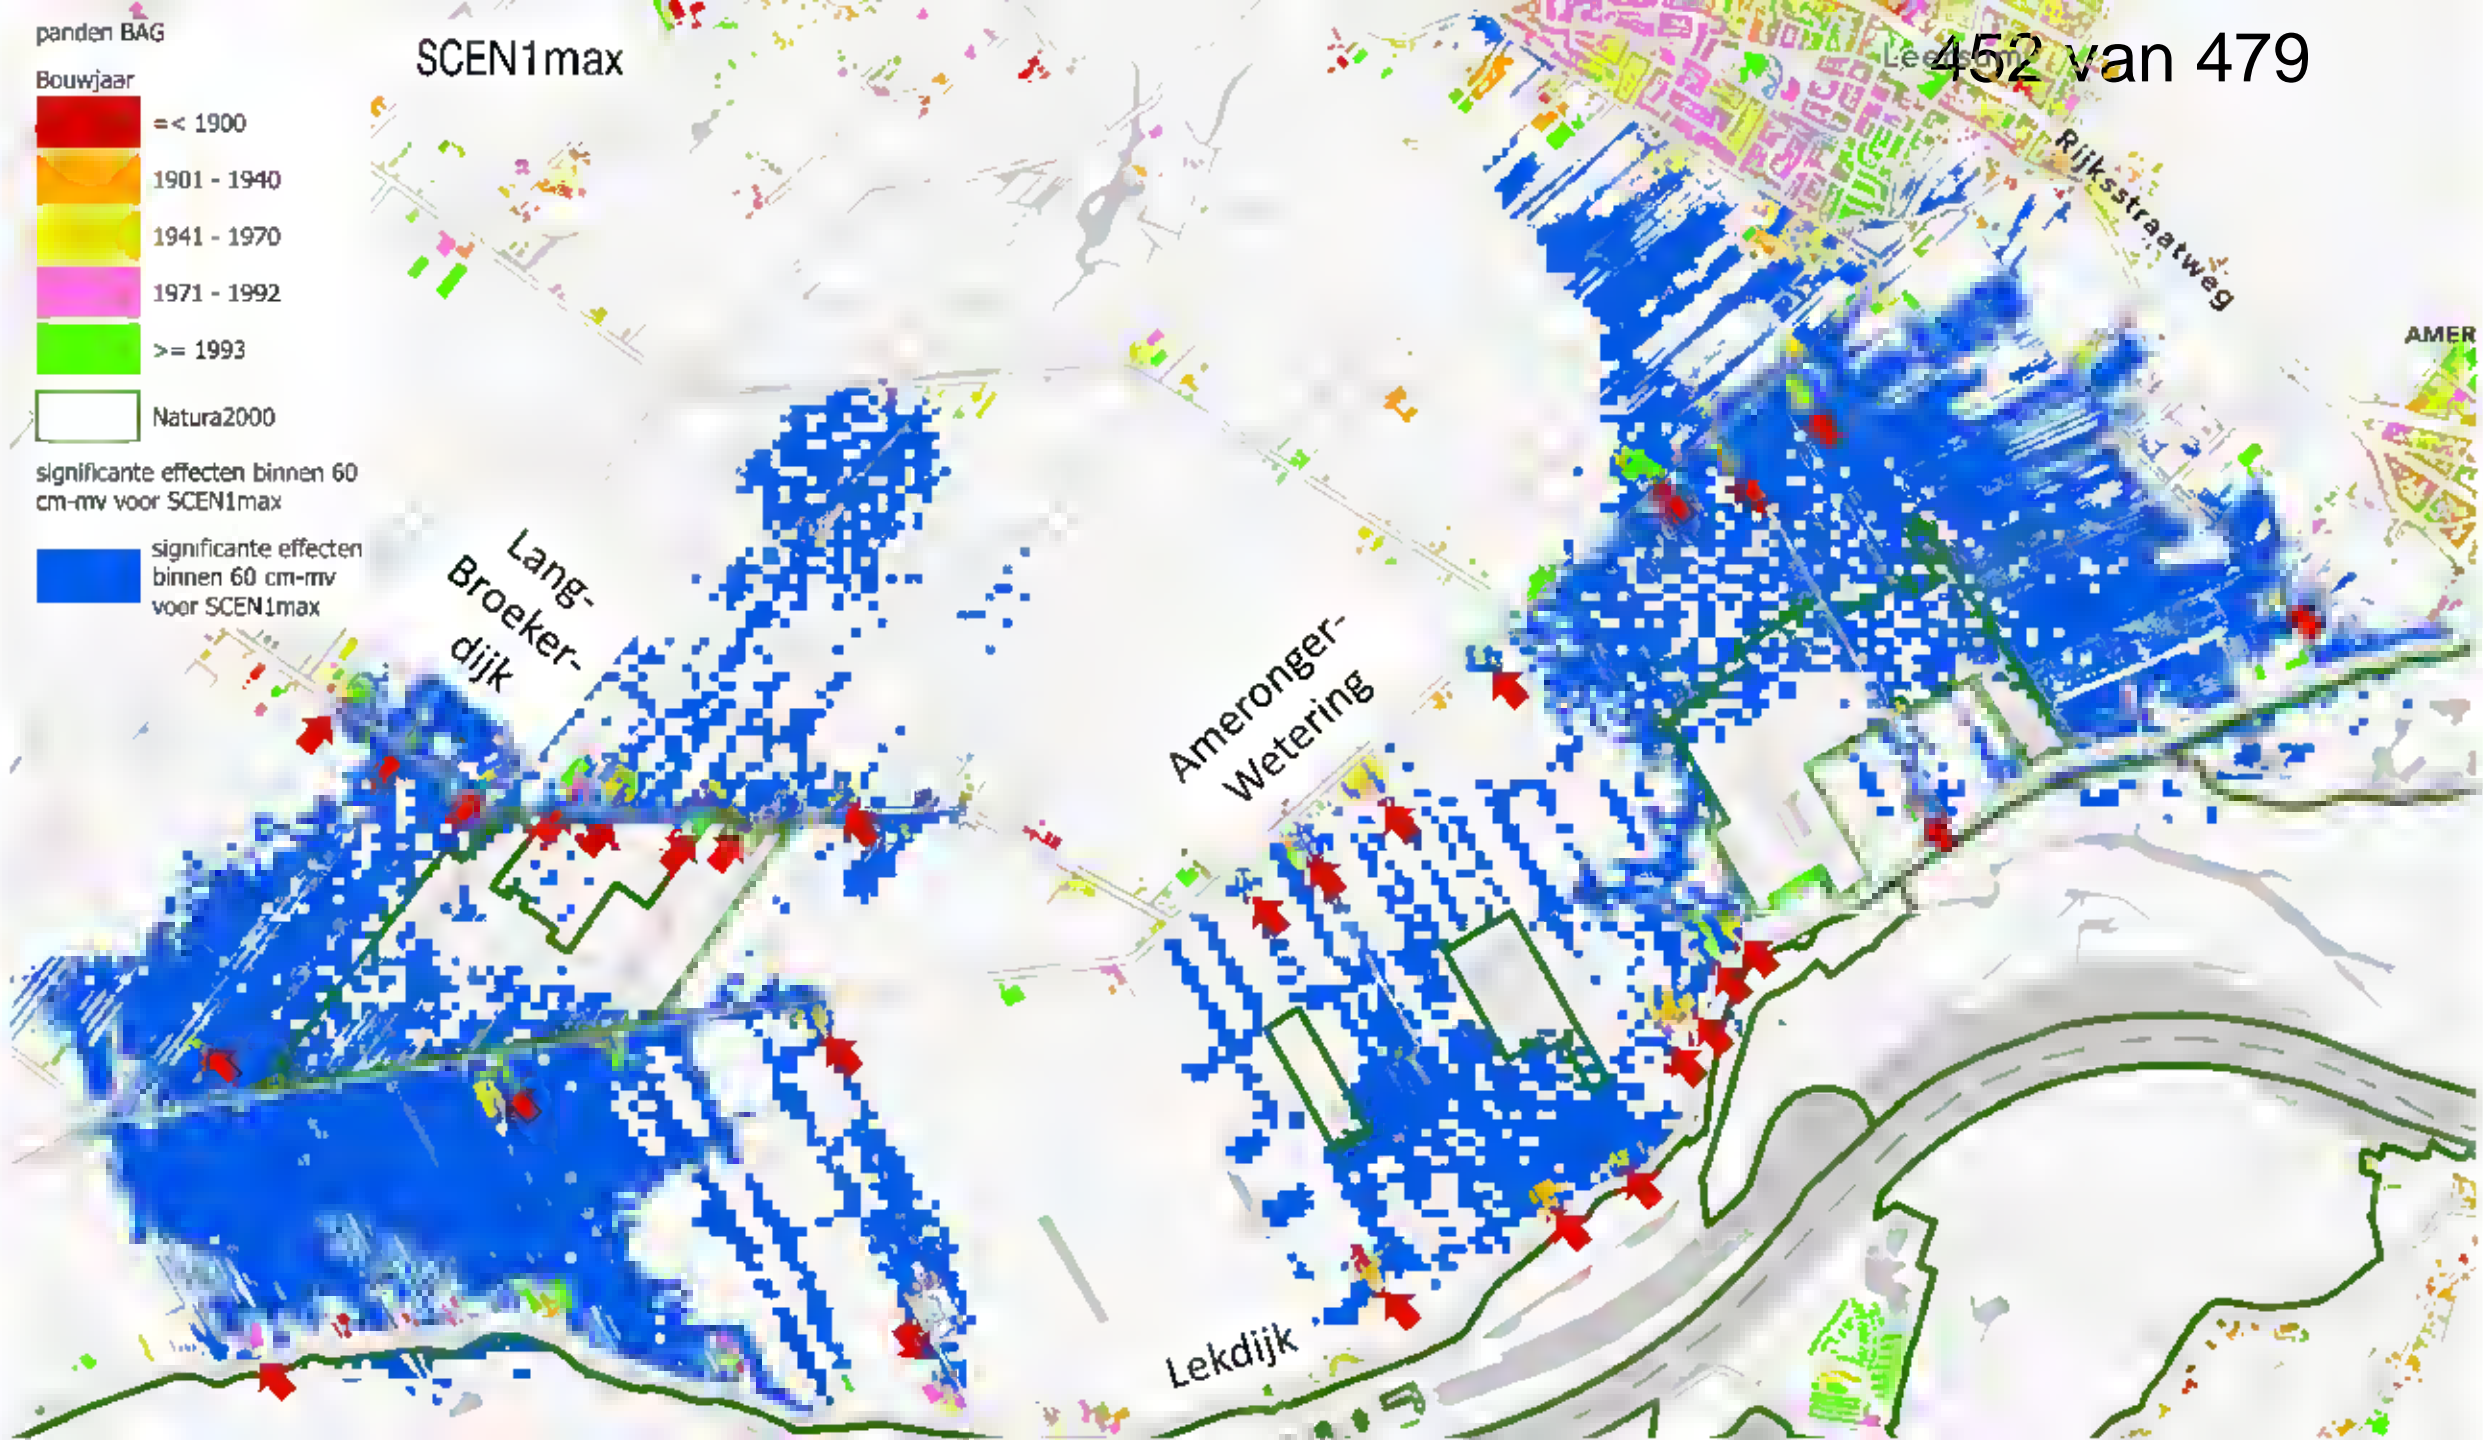 panden BAG
SCEN1max
Leersum
452 van 479
Bouwjaar
=< 1900
1901 - 1940
1941 - 1970
1971 - 1992
>= 1993
Natura2000
significante effecten binnen 60
cm-mv voor SCEN1max
significante effecten
binnen 60 cm-mv
voor SCEN1max
Rijksstraatweg
AMER
Lang-
Broeker-
dijk
Ameronger-
Wetering
Lekdijk